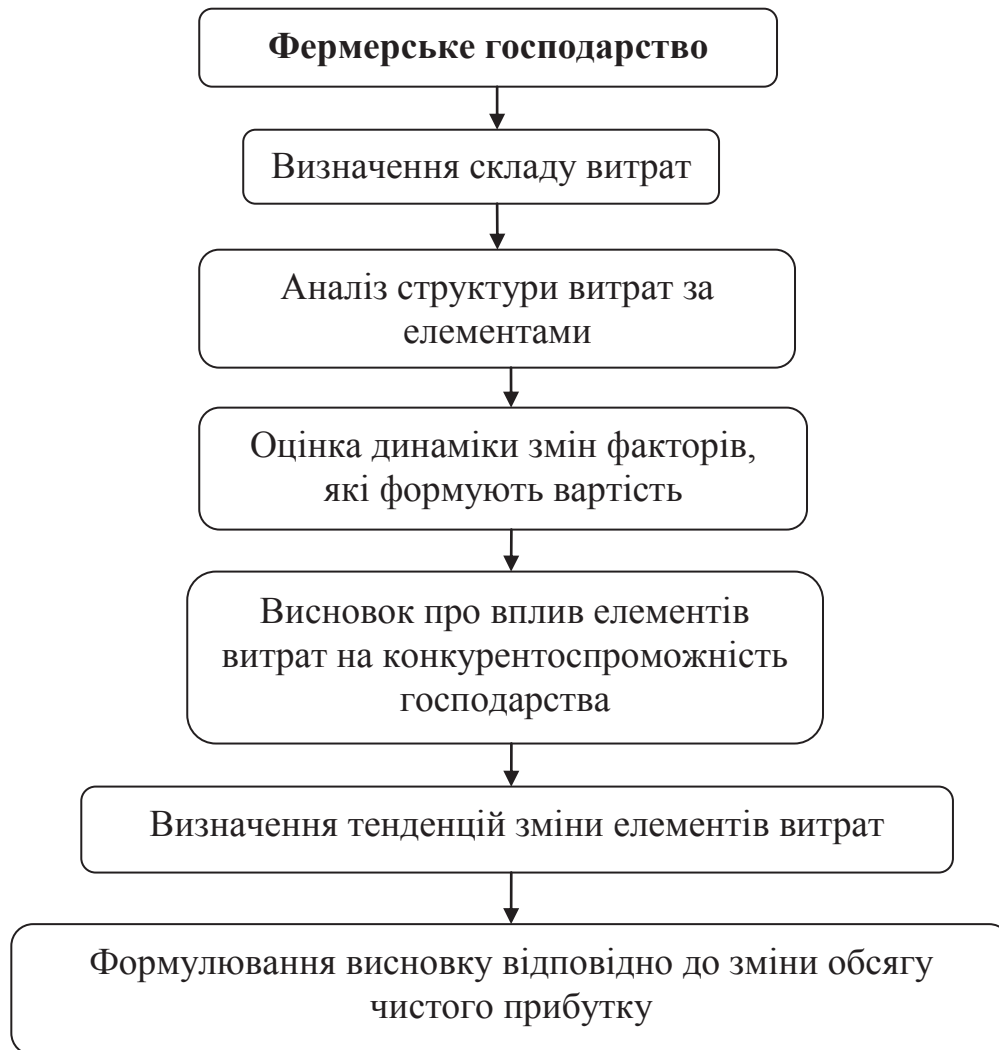 Фермерське господарство
Визначення складу витрат
Аналіз структури витрат за
елементами
Оцінка динаміки змін факторів,
які формують вартість
Висновок про вплив елементів
витрат на конкурентоспроможність
господарства
Визначення тенденцій зміни елементів витрат
Формулювання висновку відповідно до зміни обсягу
чистого прибутку